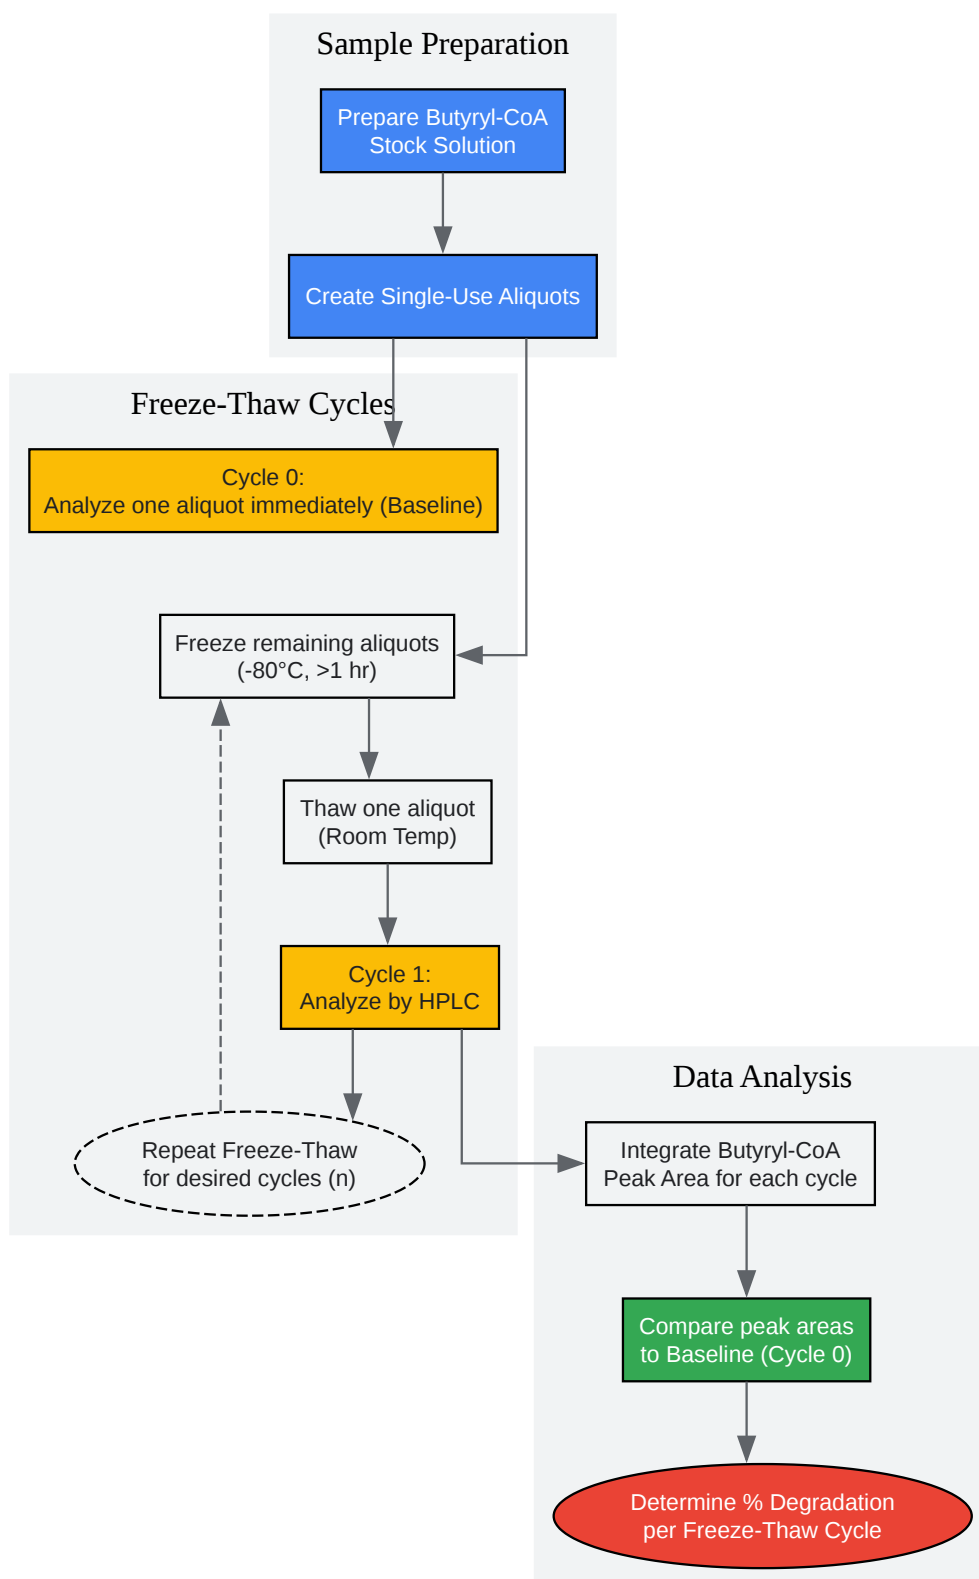 Sample Preparation
Prepare Butyryl-CoA
Stock Solution
Create Single-Use Aliquots
Freeze-Thaw Cycles
Cycle 0:
Analyze one aliquot immediately (Baseline)
Freeze remaining aliquots
(-80°C, >1 hr)
Thaw one aliquot
(Room Temp)
Cycle 1:
Analyze by HPLC
Repeat Freeze-Thaw
for desired cycles (n)
Data Analysis
Integrate Butyryl-CoA
Peak Area for each cycle
Compare peak areas
to Baseline (Cycle 0)
Determine % Degradation
per Freeze-Thaw Cycle